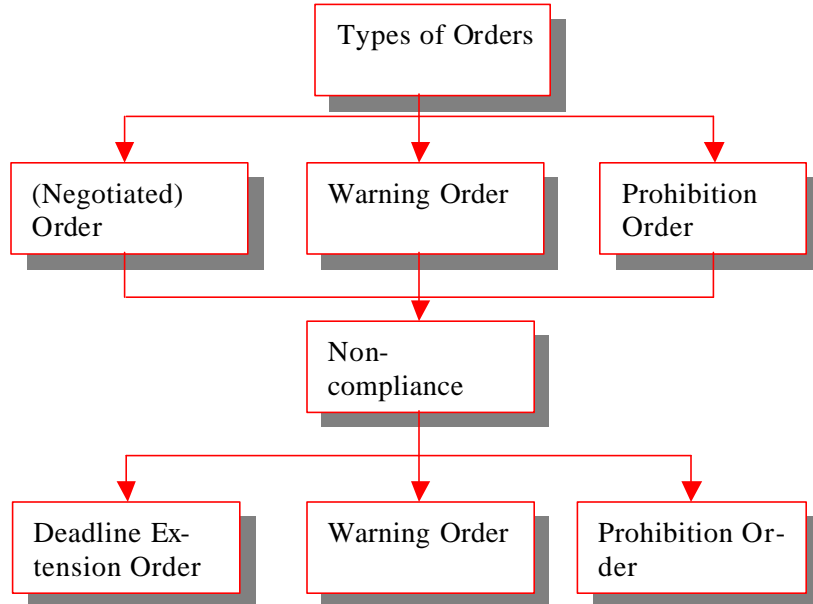 Types of Orders
(Negotiated)
Order
Warning Order
Prohibition
Order
Non-
compliance
Deadline Ex-
tension Order
Warning Order
Prohibition Or-
der